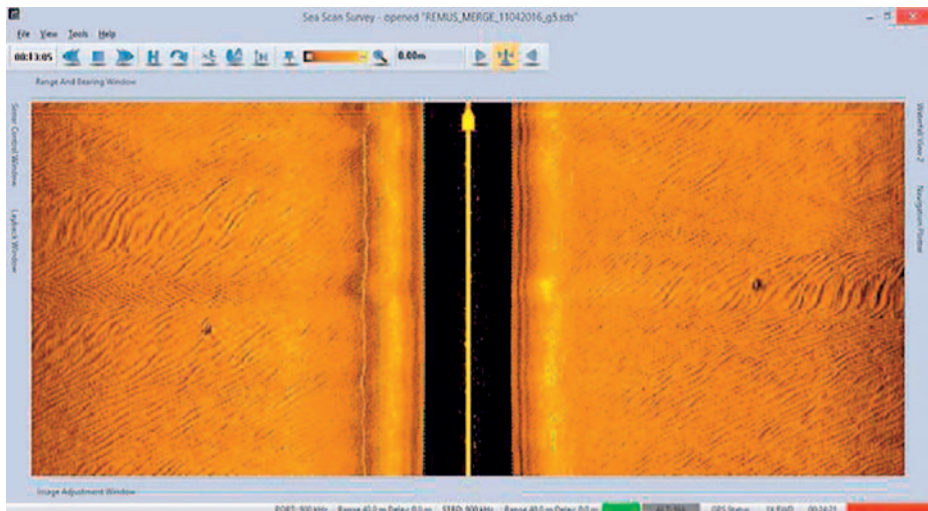 Sea Scan Survey - opened "REMUS_MERGE_11042016_g5.sds"
File View Tools Help
00:13:05
0.00m
Range And Bearing Window
Sonar Control Window
Layback Window
Waterfall View 2
Navigation Plotter
Image Adjustment Window
PORT: 900 kHz Range 40.0 m Delay: 0.0 m STBD: 900 kHz Range 40.0 m Delay: 0.0 m ALT: NA GPS Status